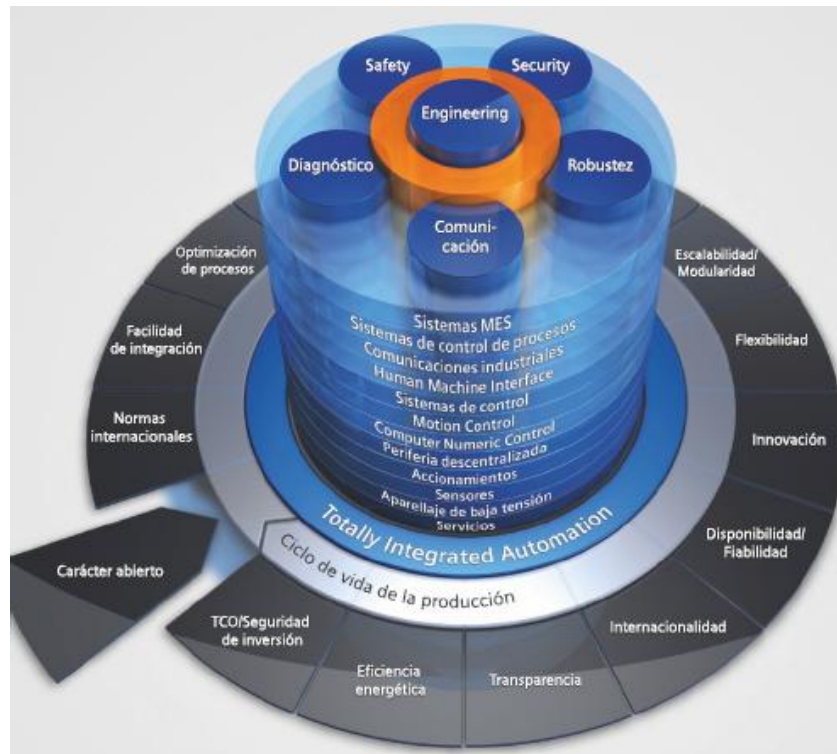 Safety
Security
Engineering
Diagnóstico
Robustez
Comuni-
cación
Sistemas MES
Sistemas de control de procesos
Comunicaciones industriales
Human Machine Interface
Sistemas de control
Motion Control
Computer Numeric Control
Periferia descentralizada
Accionamientos
Sensores
Aparellaje de baja tensión
Servicios
Totally Integrated Automation
Ciclo de vida de la producción
Optimización
de procesos
Facilidad
de integración
Normas
internacionales
Carácter abierto
TCO/Seguridad
de inversión
Eficiencia
energética
Transparencia
Internacionalidad
Disponibilidad/
Fiabilidad
Innovación
Flexibilidad
Escalabilidad/
Modularidad